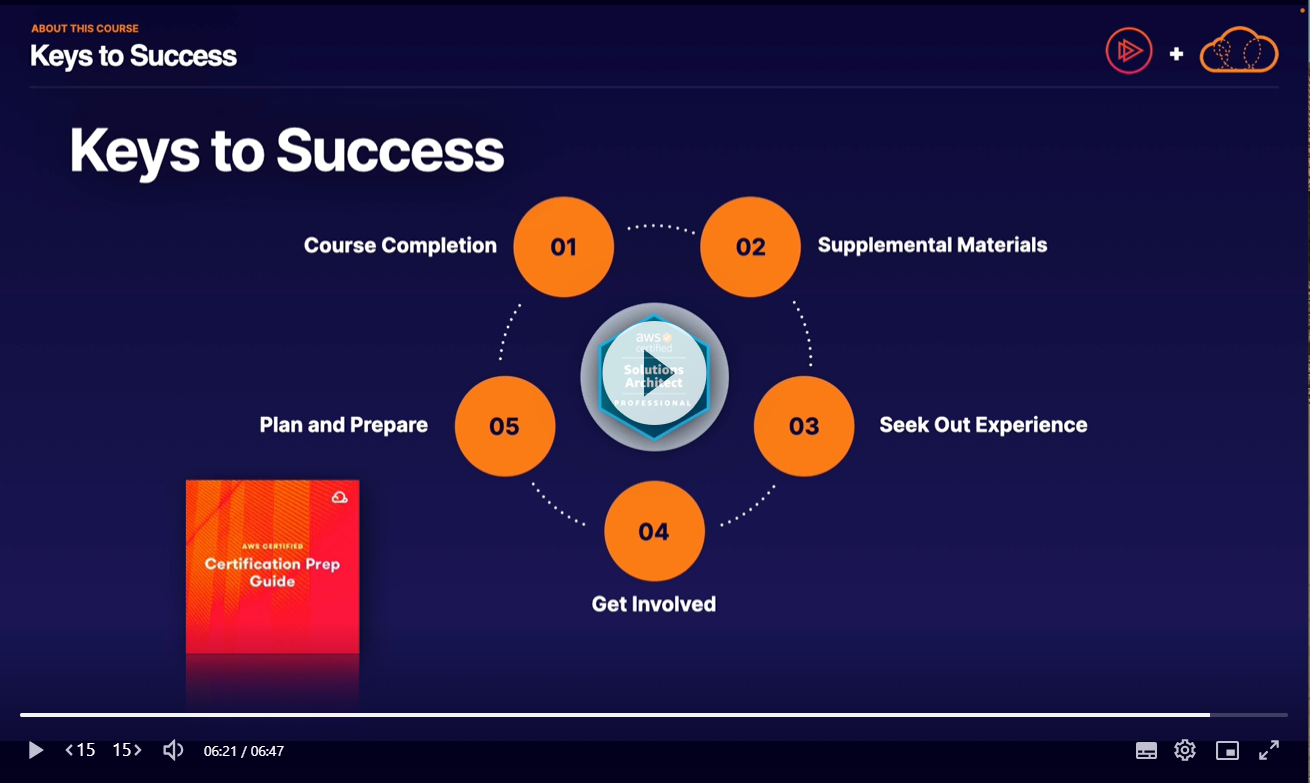 ABOUT THIS COURSE
Keys to Success
Keys to Success
Course Completion
01
02
Supplemental Materials
aws
certified
Solutions
Architect
PROFESSIONAL
Plan and Prepare
05
03
Seek Out Experience
04
Get Involved
AWS CERTIFIED
Certification Prep
Guide
15
15
06:21 / 06:47